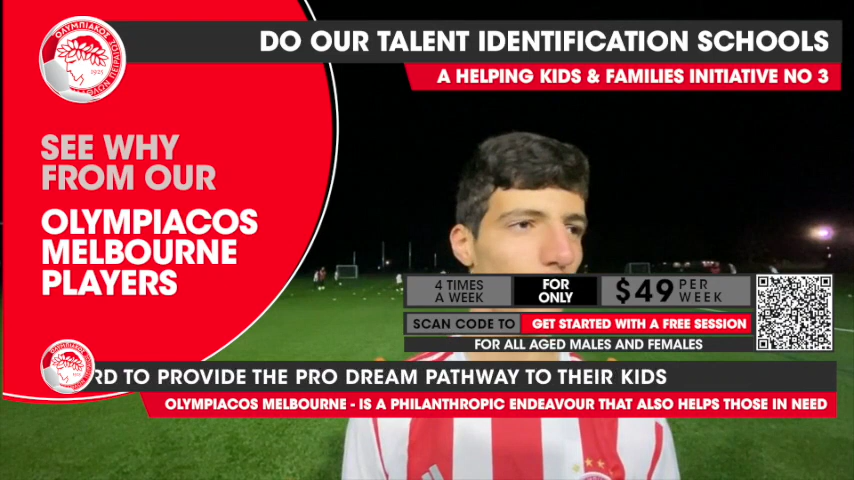 DO OUR TALENT IDENTIFICATION SCHOOLS
A HELPING KIDS & FAMILIES INITIATIVE NO 3
ΟΛΥΜΠΙΑΚΟΣ
1925
SEE WHY
FROM OUR
OLYMPIACOS
MELBOURNE
PLAYERS
4 TIMES
A WEEK
FOR
ONLY
$49 PER
WEEK
SCAN CODE TO
GET STARTED WITH A FREE SESSION
FOR ALL AGED MALES AND FEMALES
RD TO PROVIDE THE PRO DREAM PATHWAY TO THEIR KIDS
OLYMPIACOS MELBOURNE - IS A PHILANTHROPIC ENDEAVOUR THAT ALSO HELPS THOSE IN NEED